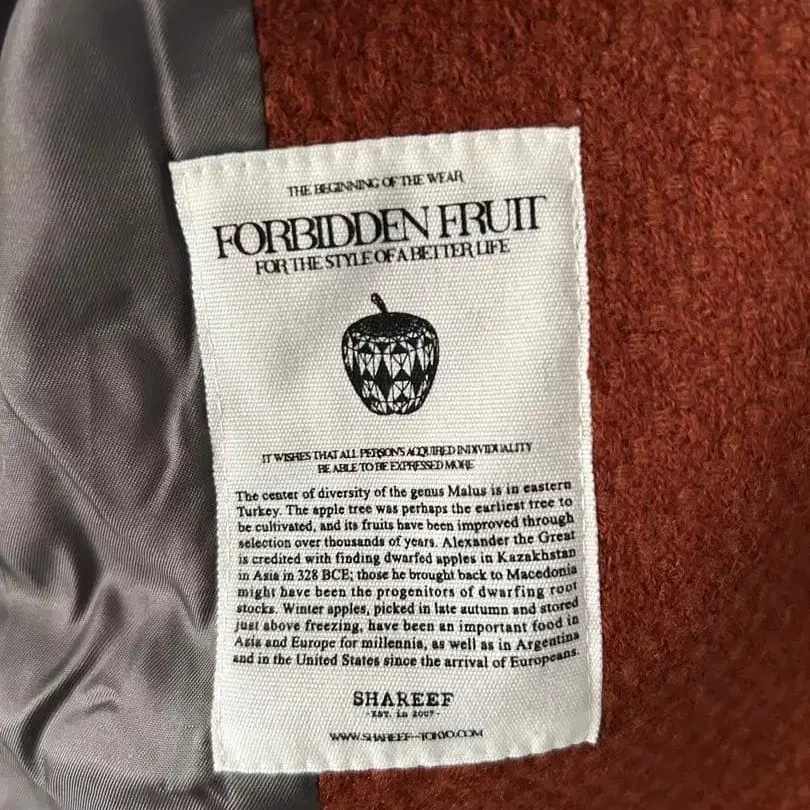 THE BEGINNING OF THE WEAR
FORBIDDEN FRUIT
FOR THE STYLE OF A BETTER LIFE
IT WISHES THAT ALL PERSON'S ACQUIRED INDIVIDUALITY
BE ABLE TO BE EXPRESSED MORE
The center of diversity of the genus Malus is in eastern
Turkey. The apple tree was perhaps the earliest tree to
be cultivated, and its fruits have been improved through
selection over thousands of years. Alexander the Great
is credited with finding dwarfed apples in Kazakhstan
in Asia in 328 BCE; those he brought back to Macedonia
might have been the progenitors of dwarfing root
stocks. Winter apples, picked in late autumn and stored
just above freezing, have been an important food in
Asia and Europe for millennia, as well as in Argentina
and in the United States since the arrival of Europeans.
SHAREEF
-EST. in 2007-
WWW.SHAREEF-TOKYO.COM